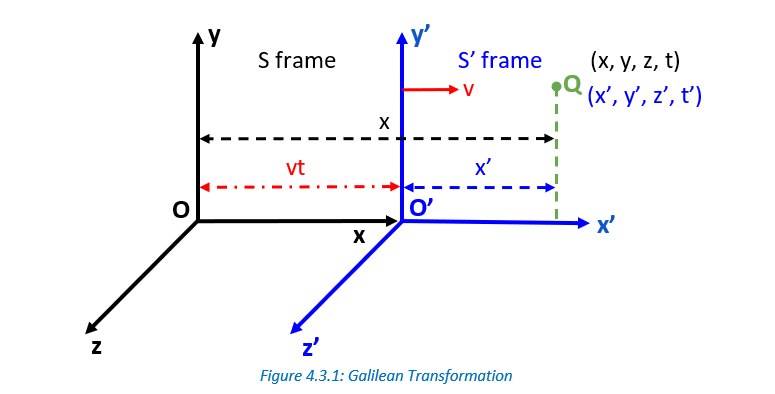 y
S frame
y’
S’ frame
(x, y, z, t)
v
Q
(x’, y’, z’, t’)
x
vt
x’
O
O’
x
x’
z
z’
Figure 4.3.1: Galilean Transformation